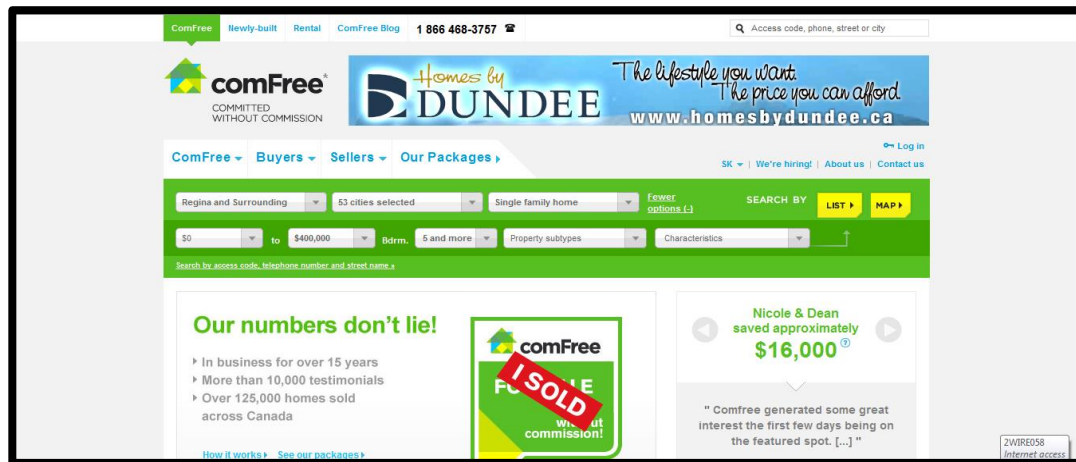 ComFree Newly-built Rental ComFree Blog 1 866 468-3757
Access code, phone, street or city
comFree
COMMITTED
WITHOUT COMMISSION
Homes by
DUNDEE
The lifestyle you want.
The price you can afford.
www.homesbydundee.ca
Log in
ComFree Buyers Sellers Our Packages
SK | We're hiring! | About us | Contact us
Regina and Surrounding 53 cities selected Single family home Fewer options (-) SEARCH BY LIST MAP
$0 to $400,000 Bdrm. 5 and more Property subtypes Characteristics
Search by access code, telephone number and street name »
Our numbers don't lie!
In business for over 15 years
More than 10,000 testimonials
Over 125,000 homes sold
across Canada
How it works See our packages
comFree
I SOLD
commission!
Nicole & Dean
saved approximately
$16,000
" Comfree generated some great
interest the first few days being on
the featured spot. [...] "
2WIRE058
Internet access